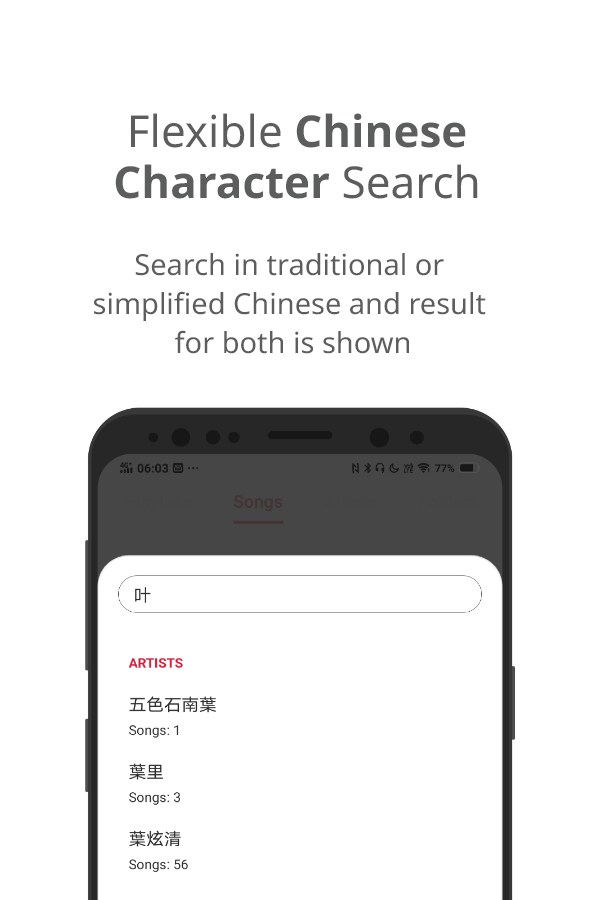 Flexible Chinese
Character Search
Search in traditional or
simplified Chinese and result
for both is shown
4G+ 06:03 ··· 77%
Songs
叶
ARTISTS
五色石南葉
Songs: 1
葉里
Songs: 3
葉炫清
Songs: 56